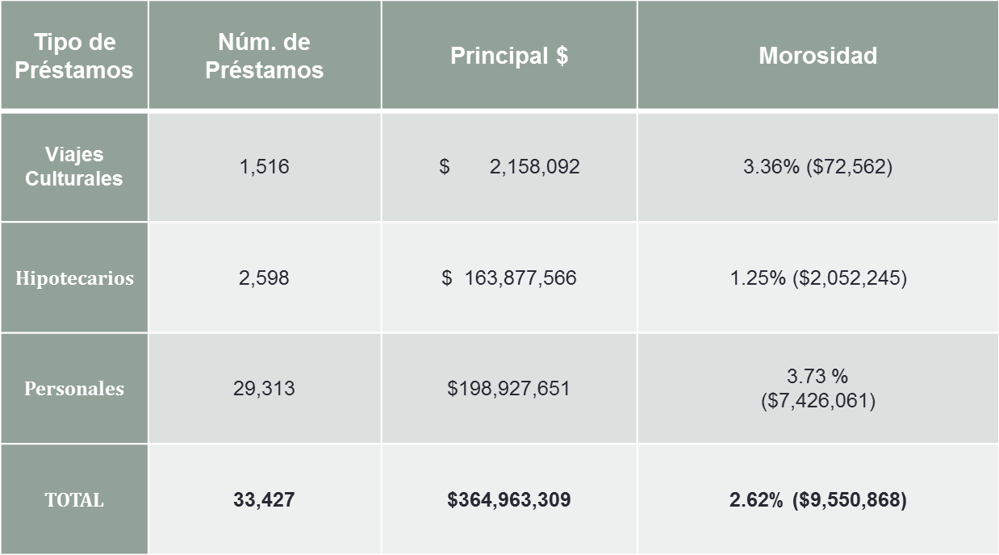 Tipo de
Préstamos
Núm. de
Préstamos
Principal $
Morosidad
Viajes
Culturales
1,516
$ 2,158,092
3.36% ($72,562)
Hipotecarios
2,598
$ 163,877,566
1.25% ($2,052,245)
Personales
29,313
$198,927,651
3.73 %
($7,426,061)
TOTAL
33,427
$364,963,309
2.62% ($9,550,868)